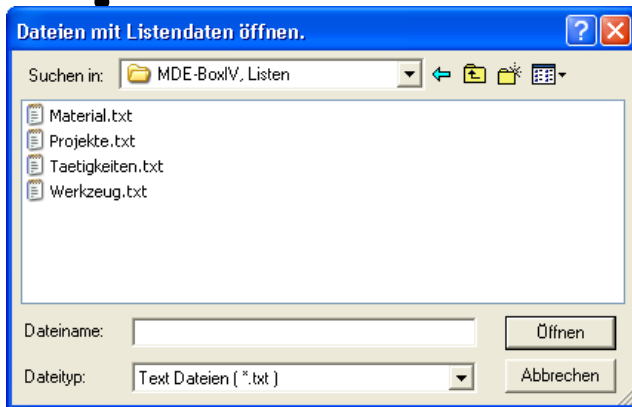 Dateien mit Listendaten öffnen.
Suchen in: MDE-BoxIV, Listen
Material.txt
Projekte.txt
Taetigkeiten.txt
Werkzeug.txt
Dateiname: Öffnen
Dateityp: Text Dateien ( *.txt ) Abbrechen